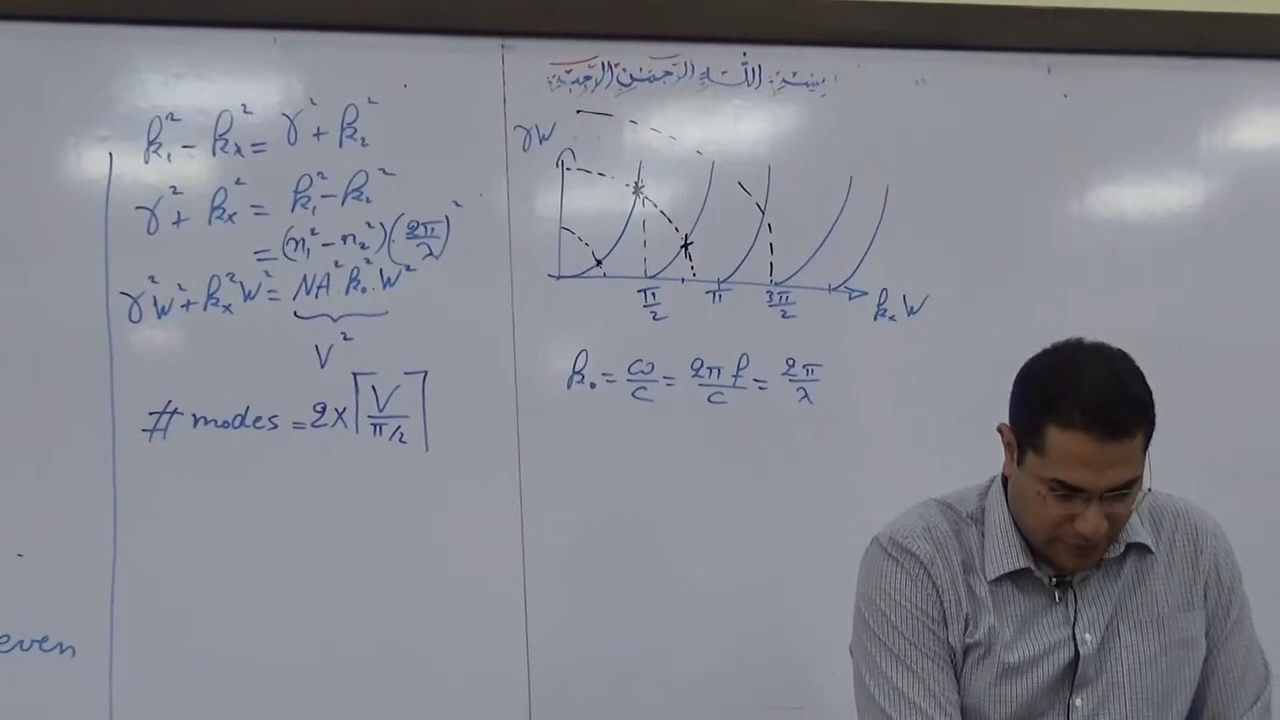 k₁² - kₓ² = γ² + k₂²
γ² + kₓ² = k₁² - k₂²
= (n₁² - n₂²)(2π/λ)²
γ²W² + kₓ²W² = NA² k₀² W²
V²
# modes = 2 × ⌈V/(π/2)⌉
even
بسم الله الرحمن الرحيم
γW
π/2 π 3π/2
kₓ W
k₀ = ω/c = 2πf/c = 2π/λ